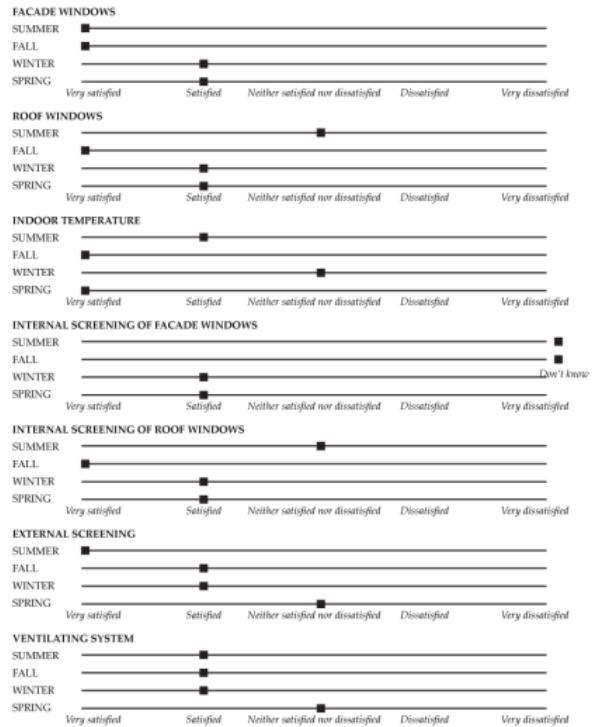 FACADE WINDOWS
SUMMER
FALL
WINTER
SPRING
Very satisfied Satisfied Neither satisfied nor dissatisfied Dissatisfied Very dissatisfied
ROOF WINDOWS
SUMMER
FALL
WINTER
SPRING
Very satisfied Satisfied Neither satisfied nor dissatisfied Dissatisfied Very dissatisfied
INDOOR TEMPERATURE
SUMMER
FALL
WINTER
SPRING
Very satisfied Satisfied Neither satisfied nor dissatisfied Dissatisfied Very dissatisfied
INTERNAL SCREENING OF FACADE WINDOWS
SUMMER
FALL
Don't know
WINTER
SPRING
Very satisfied Satisfied Neither satisfied nor dissatisfied Dissatisfied Very dissatisfied
INTERNAL SCREENING OF ROOF WINDOWS
SUMMER
FALL
WINTER
SPRING
Very satisfied Satisfied Neither satisfied nor dissatisfied Dissatisfied Very dissatisfied
EXTERNAL SCREENING
SUMMER
FALL
WINTER
SPRING
Very satisfied Satisfied Neither satisfied nor dissatisfied Dissatisfied Very dissatisfied
VENTILATING SYSTEM
SUMMER
FALL
WINTER
SPRING
Very satisfied Satisfied Neither satisfied nor dissatisfied Dissatisfied Very dissatisfied